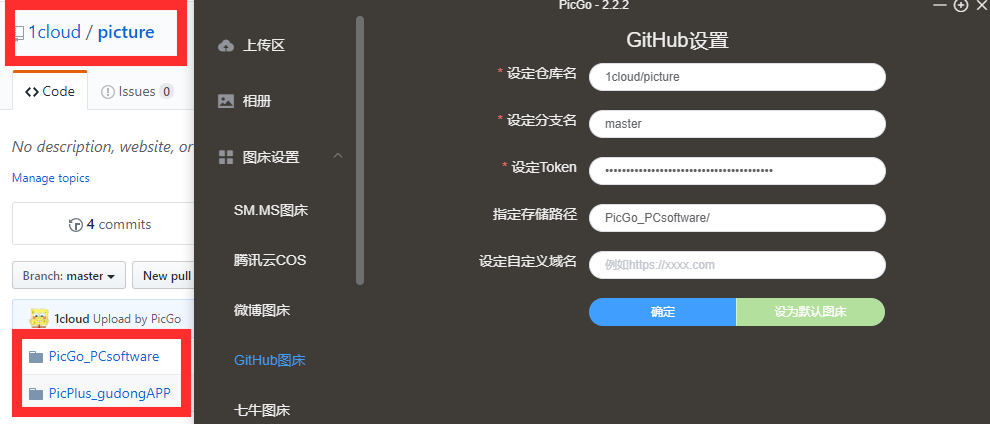 1cloud / picture
Code
Issues 0
No description, website, or
Manage topics
4 commits
Branch: master
New pull
1cloud Upload by PicGo
PicGo_PCsoftware
PicPlus_gudongAPP
PicGo - 2.2.2
上传区
相册
图床设置
SM.MS图床
腾讯云COS
微博图床
GitHub图床
七牛图床
GitHub设置
* 设定仓库名 1cloud/picture
* 设定分支名 master
* 设定Token ••••••••••••••••••••••••••••••••••••••••
指定存储路径 PicGo_PCsoftware/
设定自定义域名 例如https://xxxx.com
确定 设为默认图床